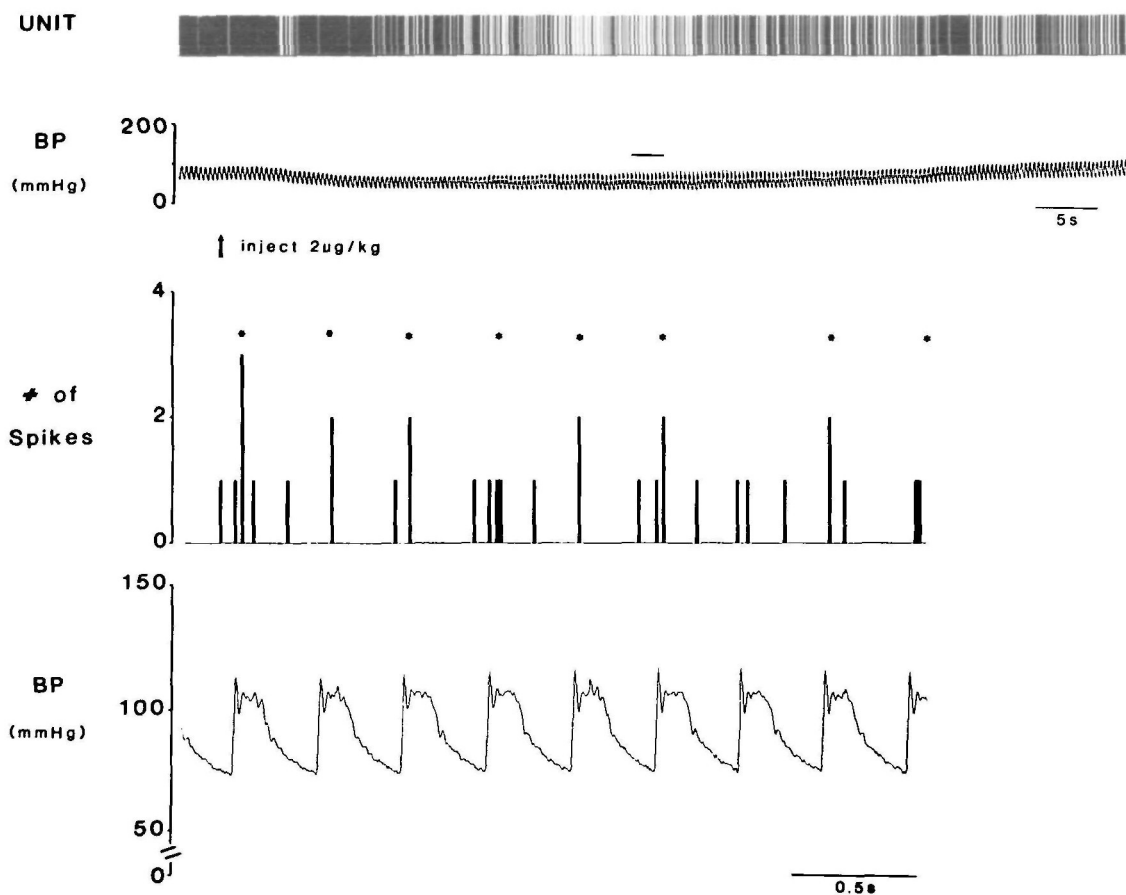 UNIT
BP
(mmHg)
200
0
5s
inject 2µg/kg
4
2
0
# of
Spikes
* * * * * * * *
150
100
50
0
BP
(mmHg)
0.5s